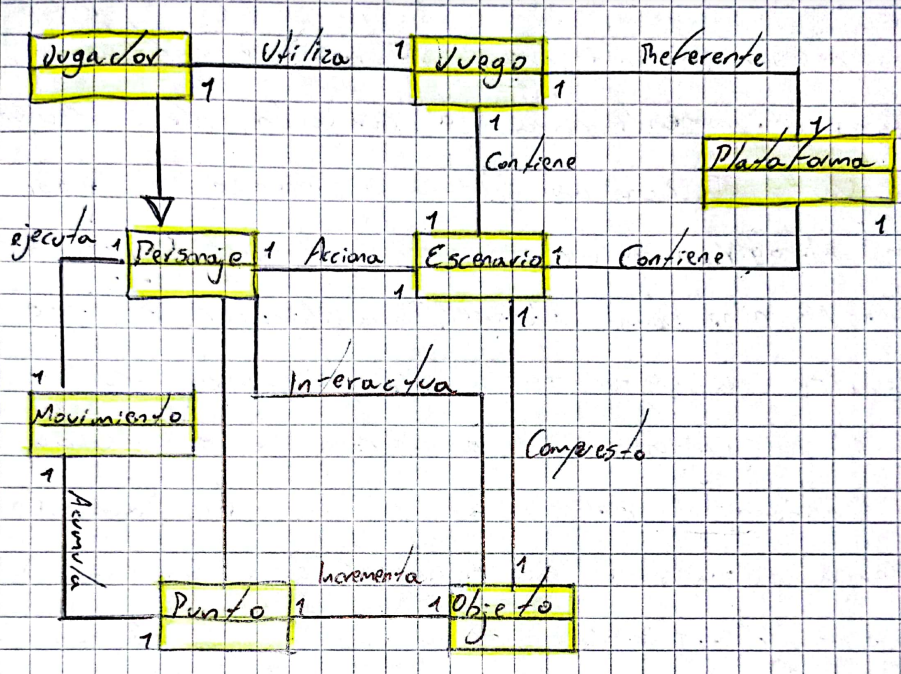 Jugador
Utiliza
1
Juego
Referente
1
1
1
1
Plataforma
Contiene
1
1
ejecuta
1
Personaje
1
Acciona
Escenario
1
Contiene
1
1
1
Interactua
Movimiento
Compuesto
1
Acumula
1
Incrementa
Punto
1
1
Objeto
1